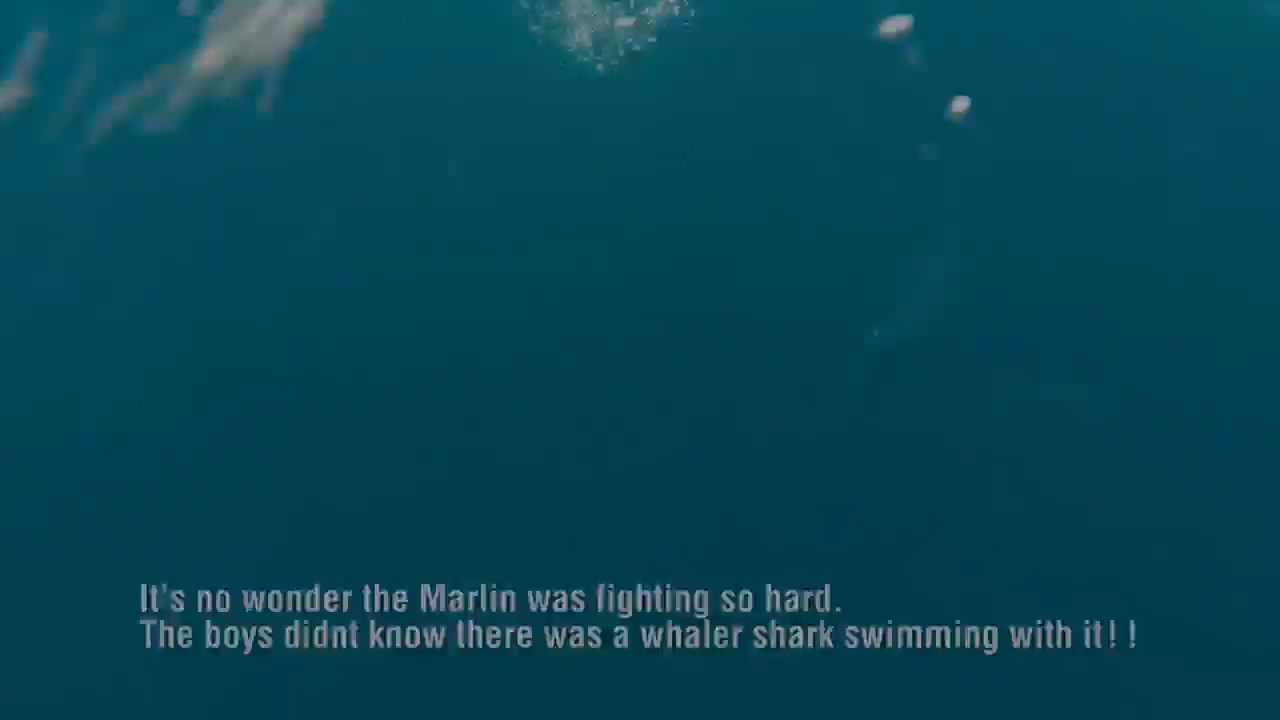 It's no wonder the Marlin was fighting so hard.
The boys didnt know there was a whaler shark swimming with it!!